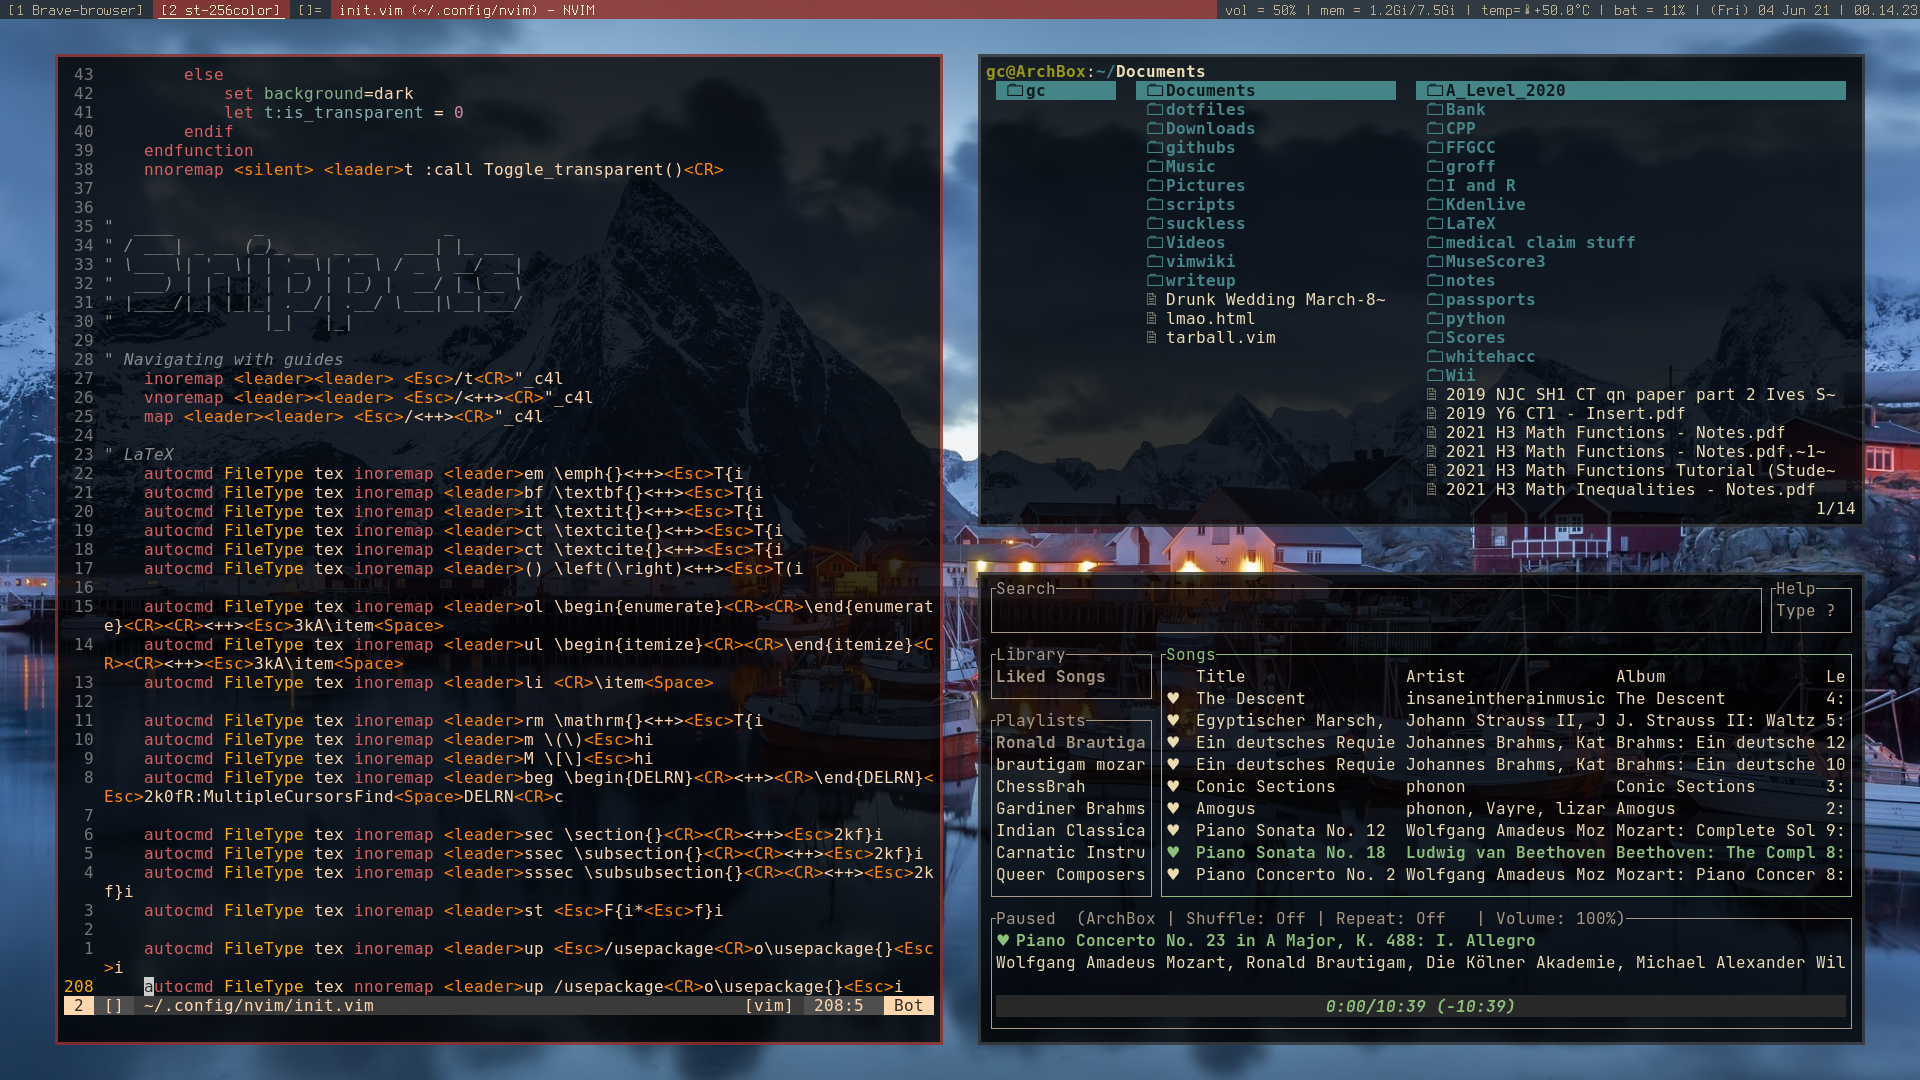 [1 Brave-browser] [2 st-256color] []= init.vim (~/.config/nvim) - NVIM
vol = 50% | mem = 1.2Gi/7.5Gi | temp= +50.0°C | bat = 11% | (Fri) 04 Jun 21 | 00.14.23
43 else
42 set background=dark
41 let t:is_transparent = 0
40 endif
39 endfunction
38 nnoremap <silent> <leader>t :call Toggle_transparent()<CR>
37
36
35 "  ____        _                  _
34 " / ___| _ __ (_)_ __  _ __   ___| |_ ___
33 " \___ \| '_ \| | '_ \| '_ \ / _ \ __/ __|
32 "  ___) | | | | | |_) | |_) |  __/ |_\__ \
31 " |____/|_| |_|_| .__/| .__/ \___|\__|___/
30 "               |_|   |_|
29
28 " Navigating with guides
27 inoremap <leader><leader> <Esc>/t<CR>"_c4l
26 vnoremap <leader><leader> <Esc>/<++><CR>"_c4l
25 map <leader><leader> <Esc>/<++><CR>"_c4l
24
23 " LaTeX
22 autocmd FileType tex inoremap <leader>em \emph{}<++><Esc>T{i
21 autocmd FileType tex inoremap <leader>bf \textbf{}<++><Esc>T{i
20 autocmd FileType tex inoremap <leader>it \textit{}<++><Esc>T{i
19 autocmd FileType tex inoremap <leader>ct \textcite{}<++><Esc>T{i
18 autocmd FileType tex inoremap <leader>ct \textcite{}<++><Esc>T{i
17 autocmd FileType tex inoremap <leader>() \left(\right)<++><Esc>T(i
16
15 autocmd FileType tex inoremap <leader>ol \begin{enumerate}<CR><CR>\end{enumerat
e}<CR><CR><++><Esc>3kA\item<Space>
14 autocmd FileType tex inoremap <leader>ul \begin{itemize}<CR><CR>\end{itemize}<C
R><CR><++><Esc>3kA\item<Space>
13 autocmd FileType tex inoremap <leader>li <CR>\item<Space>
12
11 autocmd FileType tex inoremap <leader>rm \mathrm{}<++><Esc>T{i
10 autocmd FileType tex inoremap <leader>m \(\)<Esc>hi
9 autocmd FileType tex inoremap <leader>M \[\]<Esc>hi
8 autocmd FileType tex inoremap <leader>beg \begin{DELRN}<CR><++><CR>\end{DELRN}<
Esc>2k0fR:MultipleCursorsFind<Space>DELRN<CR>c
7
6 autocmd FileType tex inoremap <leader>sec \section{}<CR><CR><++><Esc>2kf}i
5 autocmd FileType tex inoremap <leader>ssec \subsection{}<CR><CR><++><Esc>2kf}i
4 autocmd FileType tex inoremap <leader>sssec \subsubsection{}<CR><CR><++><Esc>2k
f}i
3 autocmd FileType tex inoremap <leader>st <Esc>F{i*<Esc>f}i
2
1 autocmd FileType tex inoremap <leader>up <Esc>/usepackage<CR>o\usepackage{}<Esc
>i
208 autocmd FileType tex nnoremap <leader>up /usepackage<CR>o\usepackage{}<Esc>i
2 [] ~/.config/nvim/init.vim [vim] 208:5 Bot
gc@ArchBox:~/Documents
gc Documents A_Level_2020
dotfiles Bank
Downloads CPP
githubs FFGCC
Music groff
Pictures I and R
scripts Kdenlive
suckless LaTeX
Videos medical claim stuff
vimwiki MuseScore3
writeup notes
Drunk Wedding March-8~ passports
lmao.html python
tarball.vim Scores
whitehacc
Wii
2019 NJC SH1 CT qn paper part 2 Ives S~
2019 Y6 CT1 - Insert.pdf
2021 H3 Math Functions - Notes.pdf
2021 H3 Math Functions - Notes.pdf.~1~
2021 H3 Math Functions Tutorial (Stude~
2021 H3 Math Inequalities - Notes.pdf
1/14
Search Help
Type ?
Library
Liked Songs
Playlists
Ronald Brautiga
brautigam mozar
ChessBrah
Gardiner Brahms
Indian Classica
Carnatic Instru
Queer Composers
Songs
Title Artist Album Le
♥ The Descent insaneintherainmusic The Descent 4:
♥ Egyptischer Marsch, Johann Strauss II, J J. Strauss II: Waltz 5:
♥ Ein deutsches Requie Johannes Brahms, Kat Brahms: Ein deutsche 12
♥ Ein deutsches Requie Johannes Brahms, Kat Brahms: Ein deutsche 10
♥ Conic Sections phonon Conic Sections 3:
♥ Amogus phonon, Vayre, lizar Amogus 2:
♥ Piano Sonata No. 12 Wolfgang Amadeus Moz Mozart: Complete Sol 9:
♥ Piano Sonata No. 18 Ludwig van Beethoven Beethoven: The Compl 8:
♥ Piano Concerto No. 2 Wolfgang Amadeus Moz Mozart: Piano Concer 8:
Paused (ArchBox | Shuffle: Off | Repeat: Off | Volume: 100%)
♥ Piano Concerto No. 23 in A Major, K. 488: I. Allegro
Wolfgang Amadeus Mozart, Ronald Brautigam, Die Kölner Akademie, Michael Alexander Wil
0:00/10:39 (-10:39)